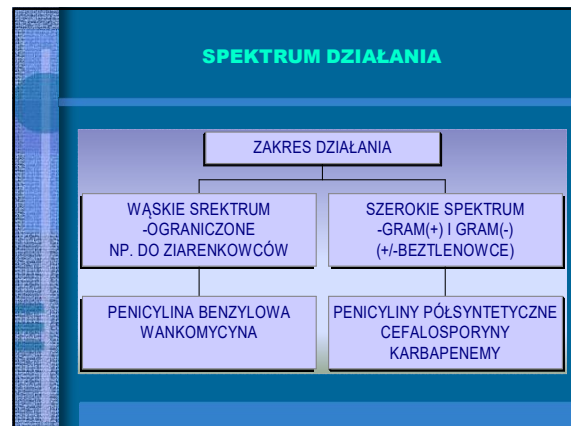 SPEKTRUM DZIAŁANIA
ZAKRES DZIAŁANIA
WĄSKIE SREKTRUM
-OGRANICZONE
NP. DO ZIARENKOWCÓW
SZEROKIE SPEKTRUM
-GRAM(+) I GRAM(-)
(+/-BEZTLENOWCE)
PENICYLINA BENZYLOWA
WANKOMYCYNA
PENICYLINY PÓŁSYNTETYCZNE
CEFALOSPORYNY
KARBAPENEMY